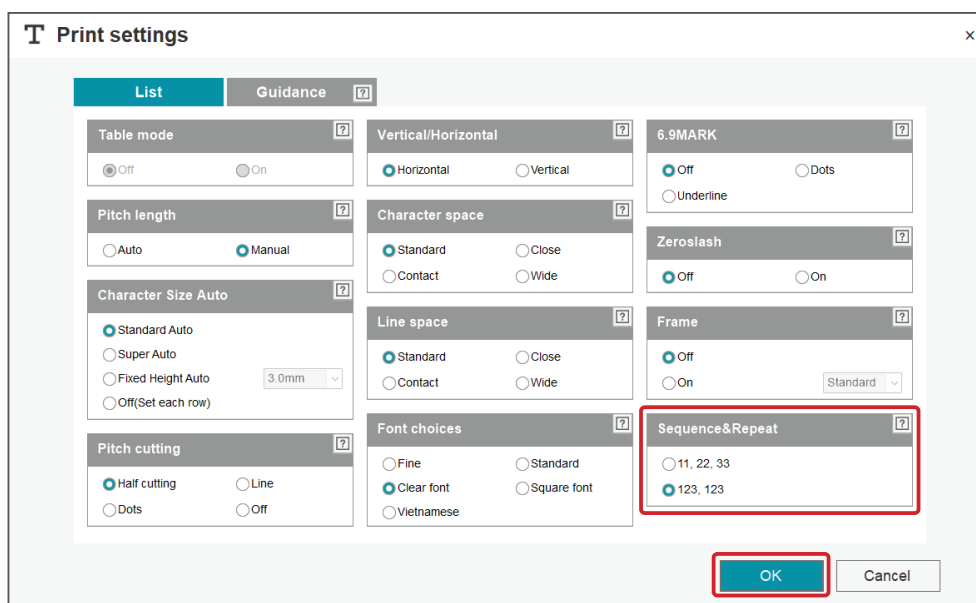 T Print settings
×
List Guidance ?
Table mode ?
Off On
Pitch length ?
Auto Manual
Character Size Auto ?
Standard Auto
Super Auto
Fixed Height Auto 3.0mm
Off(Set each row)
Pitch cutting ?
Half cutting Line
Dots Off
Vertical/Horizontal ?
Horizontal Vertical
Character space ?
Standard Close
Contact Wide
Line space ?
Standard Close
Contact Wide
Font choices ?
Fine Standard
Clear font Square font
Vietnamese
6.9MARK ?
Off Dots
Underline
Zeroslash ?
Off On
Frame ?
Off
On Standard
Sequence&Repeat ?
11, 22, 33
123, 123
OK Cancel